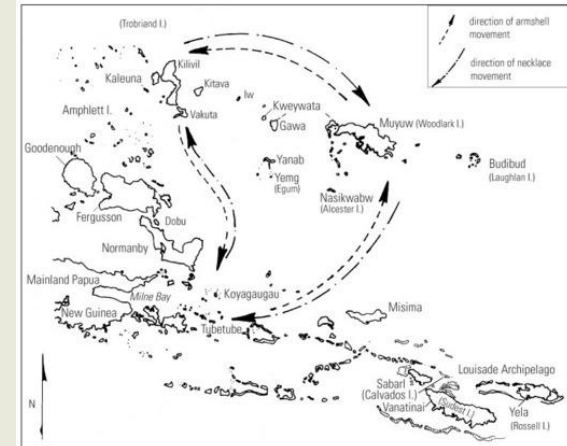 (Trobriand I.)
direction of armshell
movement
direction of necklace
movement
Kilivil
Kaleuna
Kitava
Iw
Kweywata
Gawa
Vakuta
Amphlett I.
Muyuw (Woodlark I.)
Budibud
(Laughlan I.)
Goodenough
Yanab
Yemg
(Egum)
Nasikwabw
(Alcester I.)
Fergusson
Dobu
Normanby
Mainland Papua
Milne Bay
Koyagaugau
New Guinea
Tubetube
Misima
Louisade Archipelago
Sabarl
(Calvados I.)
Vanatinai
(Sudest I.)
Yela
(Rossell I.)
N